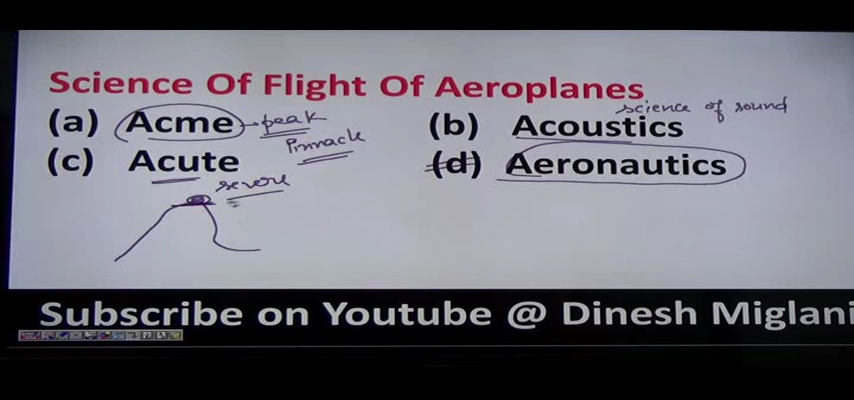 Science Of Flight Of Aeroplanes
science of sound
(a) Acme peak (b) Acoustics
Pinnacle
(c) Acute (d) Aeronautics
severe
Subscribe on Youtube @ Dinesh Miglani